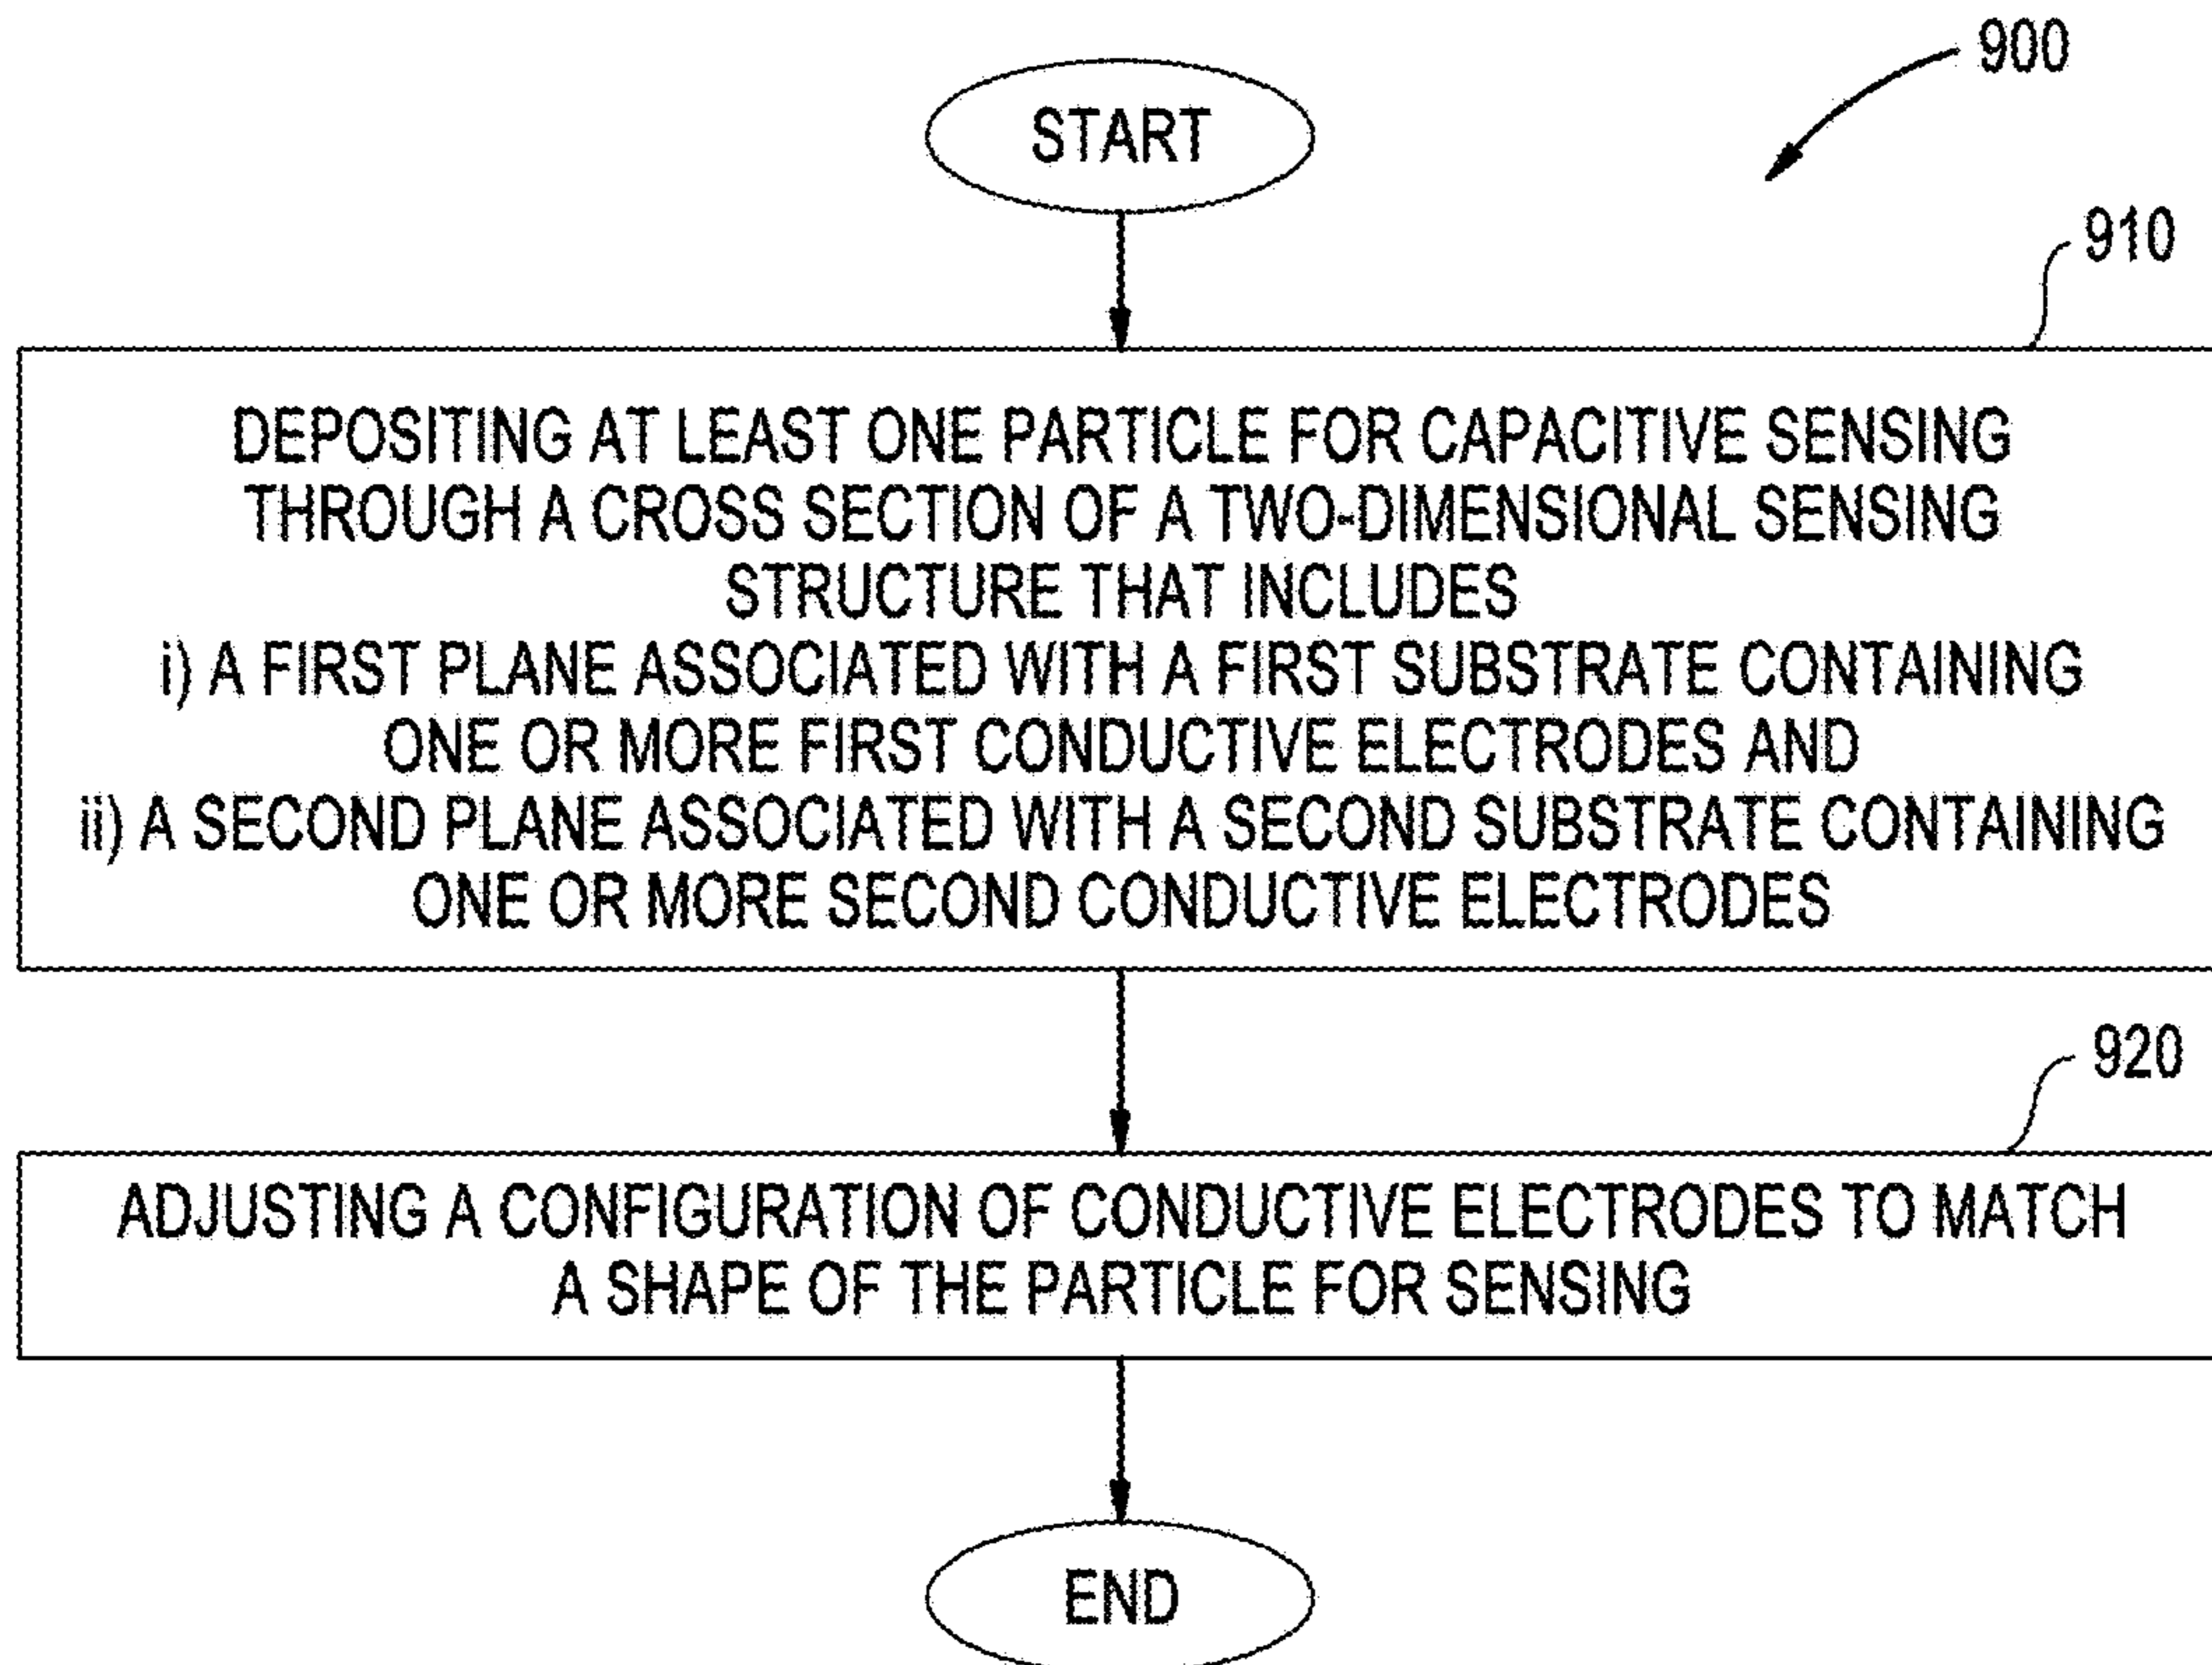 900
START
910
DEPOSITING AT LEAST ONE PARTICLE FOR CAPACITIVE SENSING
THROUGH A CROSS SECTION OF A TWO-DIMENSIONAL SENSING
STRUCTURE THAT INCLUDES
i) A FIRST PLANE ASSOCIATED WITH A FIRST SUBSTRATE CONTAINING
ONE OR MORE FIRST CONDUCTIVE ELECTRODES AND
ii) A SECOND PLANE ASSOCIATED WITH A SECOND SUBSTRATE CONTAINING
ONE OR MORE SECOND CONDUCTIVE ELECTRODES
920
ADJUSTING A CONFIGURATION OF CONDUCTIVE ELECTRODES TO MATCH
A SHAPE OF THE PARTICLE FOR SENSING
END